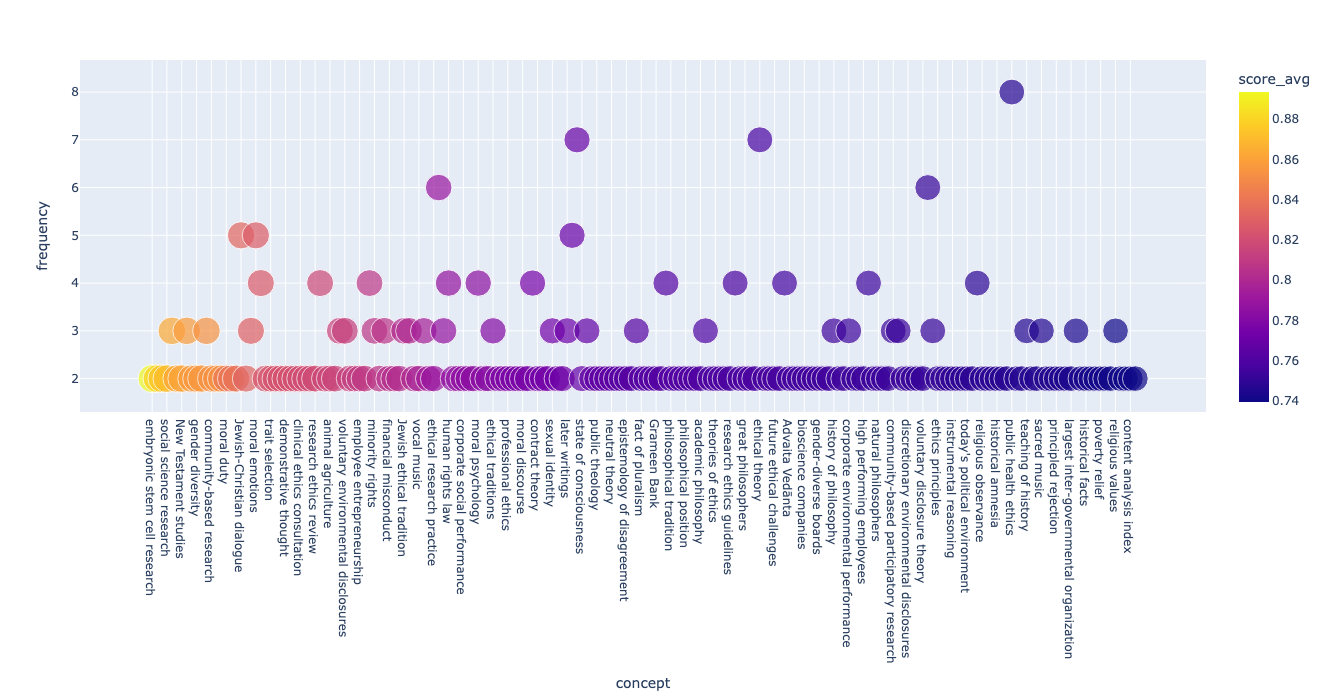 score_avg
0.88
0.86
0.84
0.82
0.8
0.78
0.76
0.74
frequency
8
7
6
5
4
3
2
embryonic stem cell research
social science research
New Testament studies
gender diversity
community-based research
moral duty
Jewish-Christian dialogue
moral emotions
trait selection
demonstrative thought
clinical ethics consultation
research ethics review
animal agriculture
voluntary environmental disclosures
employee entrepreneurship
minority rights
financial misconduct
Jewish ethical tradition
vocal music
ethical research practice
human rights law
corporate social performance
moral psychology
ethical traditions
professional ethics
moral discourse
contract theory
sexual identity
later writings
state of consciousness
public theology
neutral theory
epistemology of disagreement
fact of pluralism
Grameen Bank
philosophical tradition
philosophical position
academic philosophy
theories of ethics
research ethics guidelines
great philosophers
ethical theory
future ethical challenges
Advaita Vedānta
bioscience companies
gender-diverse boards
history of philosophy
corporate environmental performance
high performing employees
natural philosophers
community-based participatory research
discretionary environmental disclosures
voluntary disclosure theory
ethics principles
instrumental reasoning
today's political environment
religious observance
historical amnesia
public health ethics
teaching of history
sacred music
principled rejection
largest inter-governmental organization
historical facts
poverty relief
religious values
content analysis index
concept